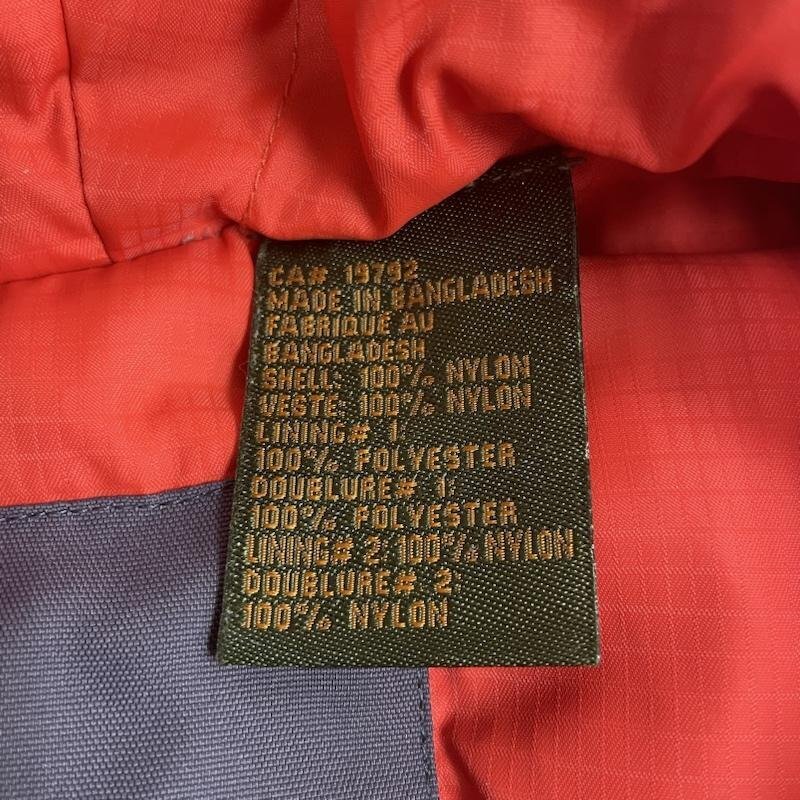 CA# 19792
MADE IN BANGLADESH
FABRIQUE AU
BANGLADESH
SHELL: 100% NYLON
VESTE: 100% NYLON
LINING# 1:
100% POLYESTER
DOUBLURE# 1:
100% POLYESTER
LINING# 2: 100% NYLON
DOUBLURE# 2:
100% NYLON